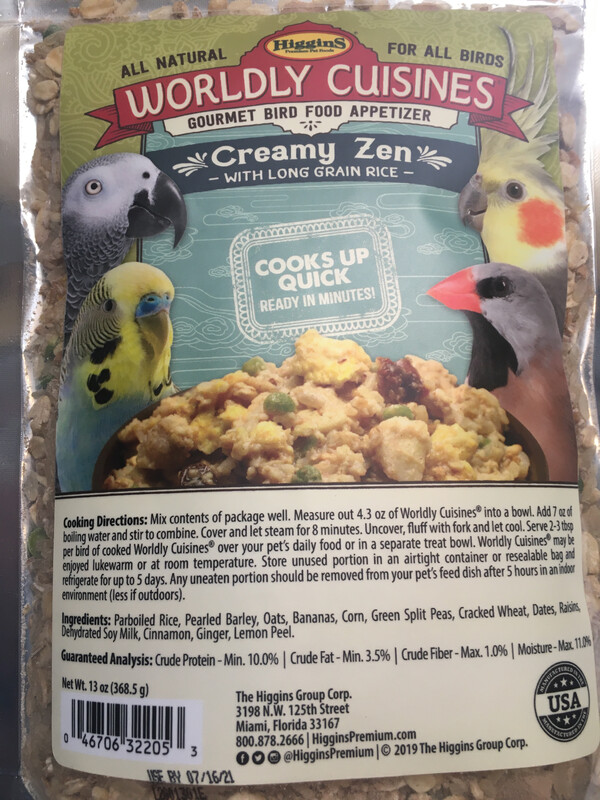 HigginS
Premium Pet Foods
ALL NATURAL
FOR ALL BIRDS
WORLDLY CUISINES
GOURMET BIRD FOOD APPETIZER
Creamy Zen
– WITH LONG GRAIN RICE –
COOKS UP
QUICK
READY IN MINUTES!
Cooking Directions: Mix contents of package well. Measure out 4.3 oz of Worldly Cuisines® into a bowl. Add 7 oz of
boiling water and stir to combine. Cover and let steam for 8 minutes. Uncover, fluff with fork and let cool. Serve 2-3 tbsp
per bird of cooked Worldly Cuisines® over your pet's daily food or in a separate treat bowl. Worldly Cuisines® may be
enjoyed lukewarm or at room temperature. Store unused portion in an airtight container or resealable bag and
refrigerate for up to 5 days. Any uneaten portion should be removed from your pet's feed dish after 5 hours in an indoor
environment (less if outdoors).
Ingredients: Parboiled Rice, Pearled Barley, Oats, Bananas, Corn, Green Split Peas, Cracked Wheat, Dates, Raisins,
Dehydrated Soy Milk, Cinnamon, Ginger, Lemon Peel.
Guaranteed Analysis: Crude Protein - Min. 10.0% | Crude Fat - Min. 3.5% | Crude Fiber - Max. 1.0% | Moisture - Max. 11.0%
Net Wt. 13 oz (368.5 g)
0 46706 32205 3
The Higgins Group Corp.
3198 N.W. 125th Street
Miami, Florida 33167
800.878.2666 | HigginsPremium.com
@HigginsPremium | © 2019 The Higgins Group Corp.
MANUFACTURED IN THE
USA
MANUFACTURED IN THE
USE BY 07/16/21